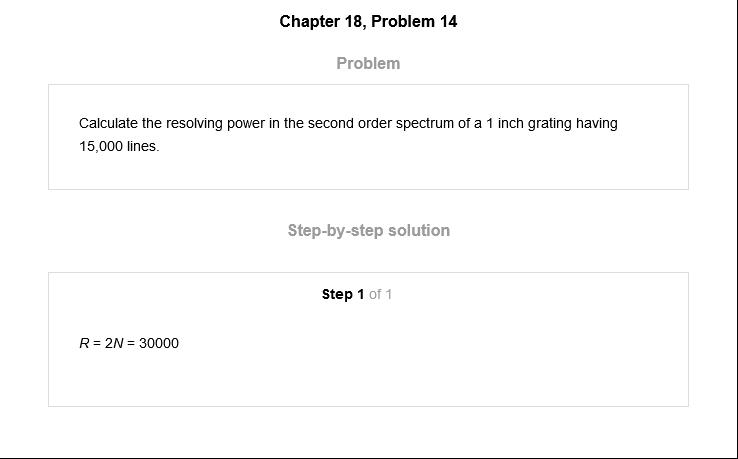 Chapter 18, Problem 14
Problem
Calculate the resolving power in the second order spectrum of a 1 inch grating having
15,000 lines.
Step-by-step solution
Step 1 of 1
R = 2N = 30000